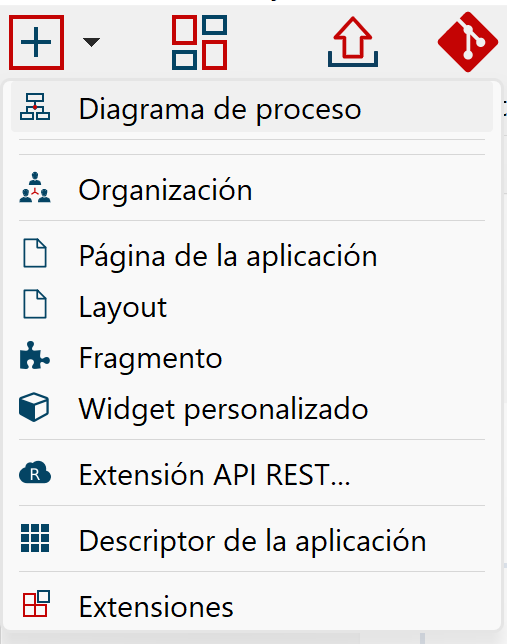 Diagrama de proceso
Organización
Página de la aplicación
Layout
Fragmento
Widget personalizado
R
Extensión API REST...
Descriptor de la aplicación
Extensiones